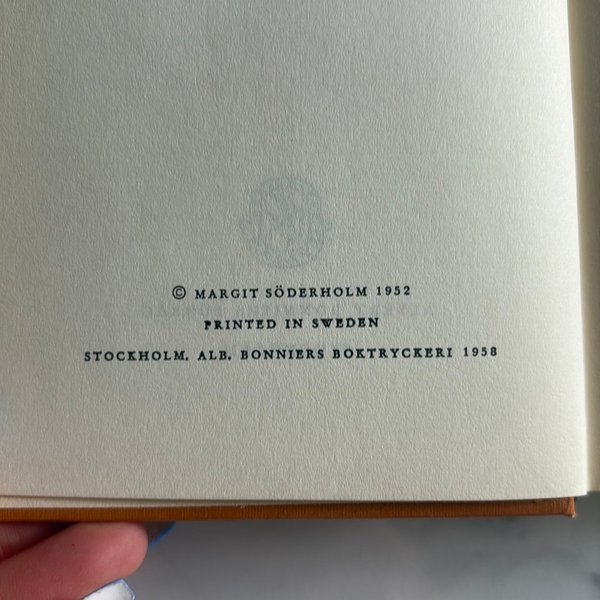 © MARGIT SÖDERHOLM 1952
PRINTED IN SWEDEN
STOCKHOLM. ALB. BONNIERS BOKTRYCKERI 1958